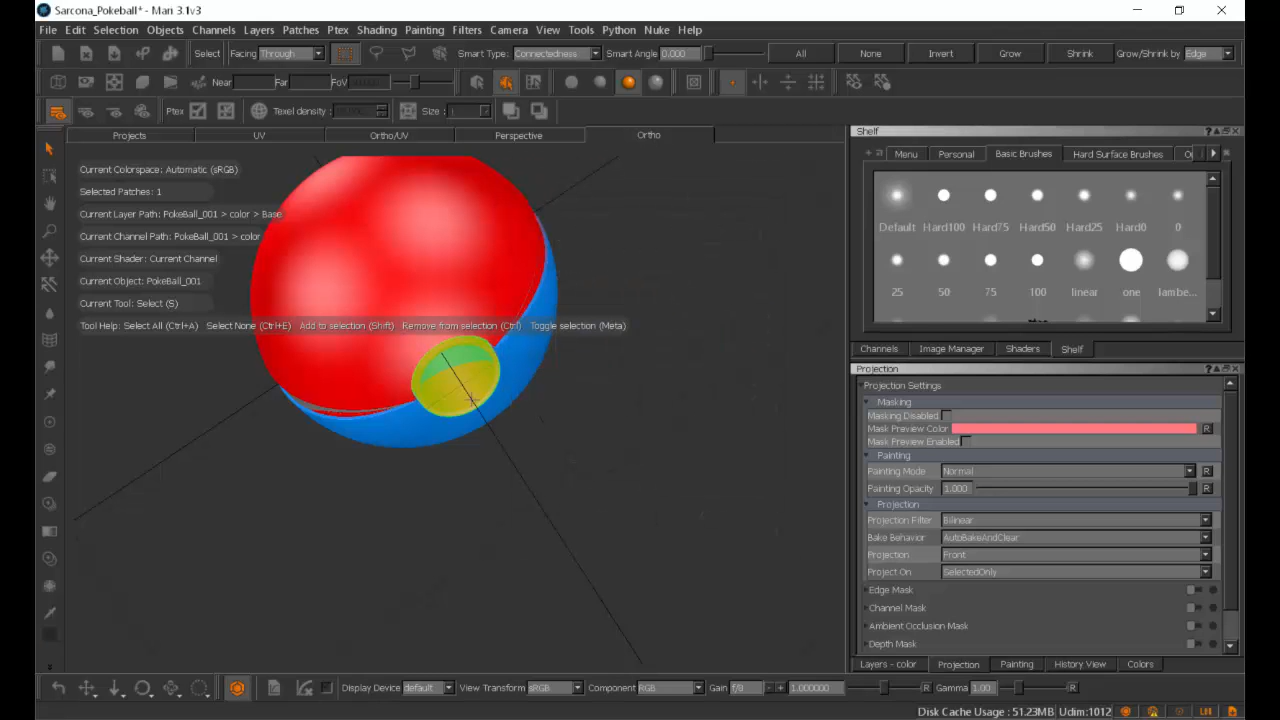 Sarcona_Pokeball* - Mari 3.1v3
File Edit Selection Objects Channels Layers Patches Ptex Shading Painting Filters Camera View Tools Python Nuke Help
Select Facing Through Smart Type: Connectedness Smart Angle 0.000 All None Invert Grow Shrink Grow/Shrink by Edge
Near Far FoV
Ptex Texel density: Size :
Projects UV Ortho/UV Perspective Ortho
Current Colorspace: Automatic (sRGB)
Selected Patches: 1
Current Layer Path: PokeBall_001 > color > Base
Current Channel Path: PokeBall_001 > color
Current Shader: Current Channel
Current Object: PokeBall_001
Current Tool: Select (S)
Tool Help: Select All (Ctrl+A) Select None (Ctrl+E) Add to selection (Shift) Remove from selection (Ctrl) Toggle selection (Meta)
Shelf
Menu Personal Basic Brushes Hard Surface Brushes
Default Hard100 Hard75 Hard50 Hard25 Hard0 0
25 50 75 100 linear one lambe...
Channels Image Manager Shaders Shelf
Projection
Projection Settings
Masking
Masking Disabled
Mask Preview Color R
Mask Preview Enabled
Painting
Painting Mode Normal R
Painting Opacity 1.000 R
Projection
Projection Filter Bilinear
Bake Behavior AutoBakeAndClear
Projection Front
Project On SelectedOnly
Edge Mask
Channel Mask
Ambient Occlusion Mask
Depth Mask
Layers - color Projection Painting History View Colors
Display Device default View Transform sRGB Component RGB Gain f/8 1.000000 R Gamma 1.00 R
Disk Cache Usage : 51.23MB Udim:1012